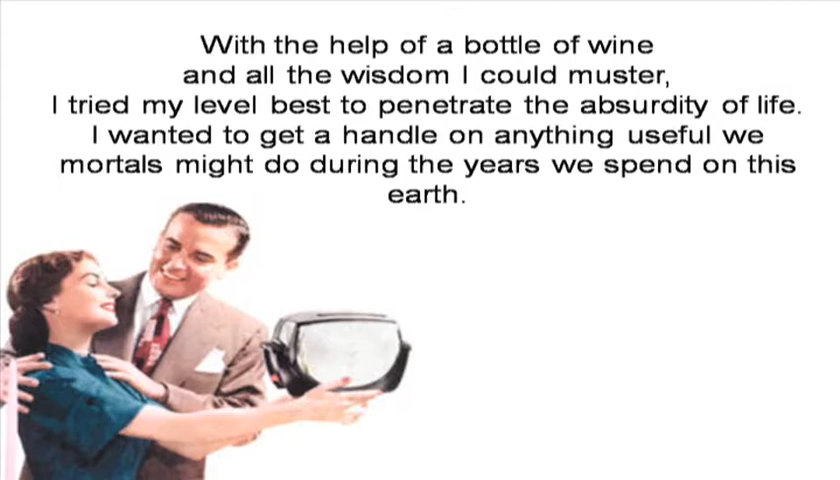 With the help of a bottle of wine
and all the wisdom I could muster,
I tried my level best to penetrate the absurdity of life.
I wanted to get a handle on anything useful we
mortals might do during the years we spend on this
earth.